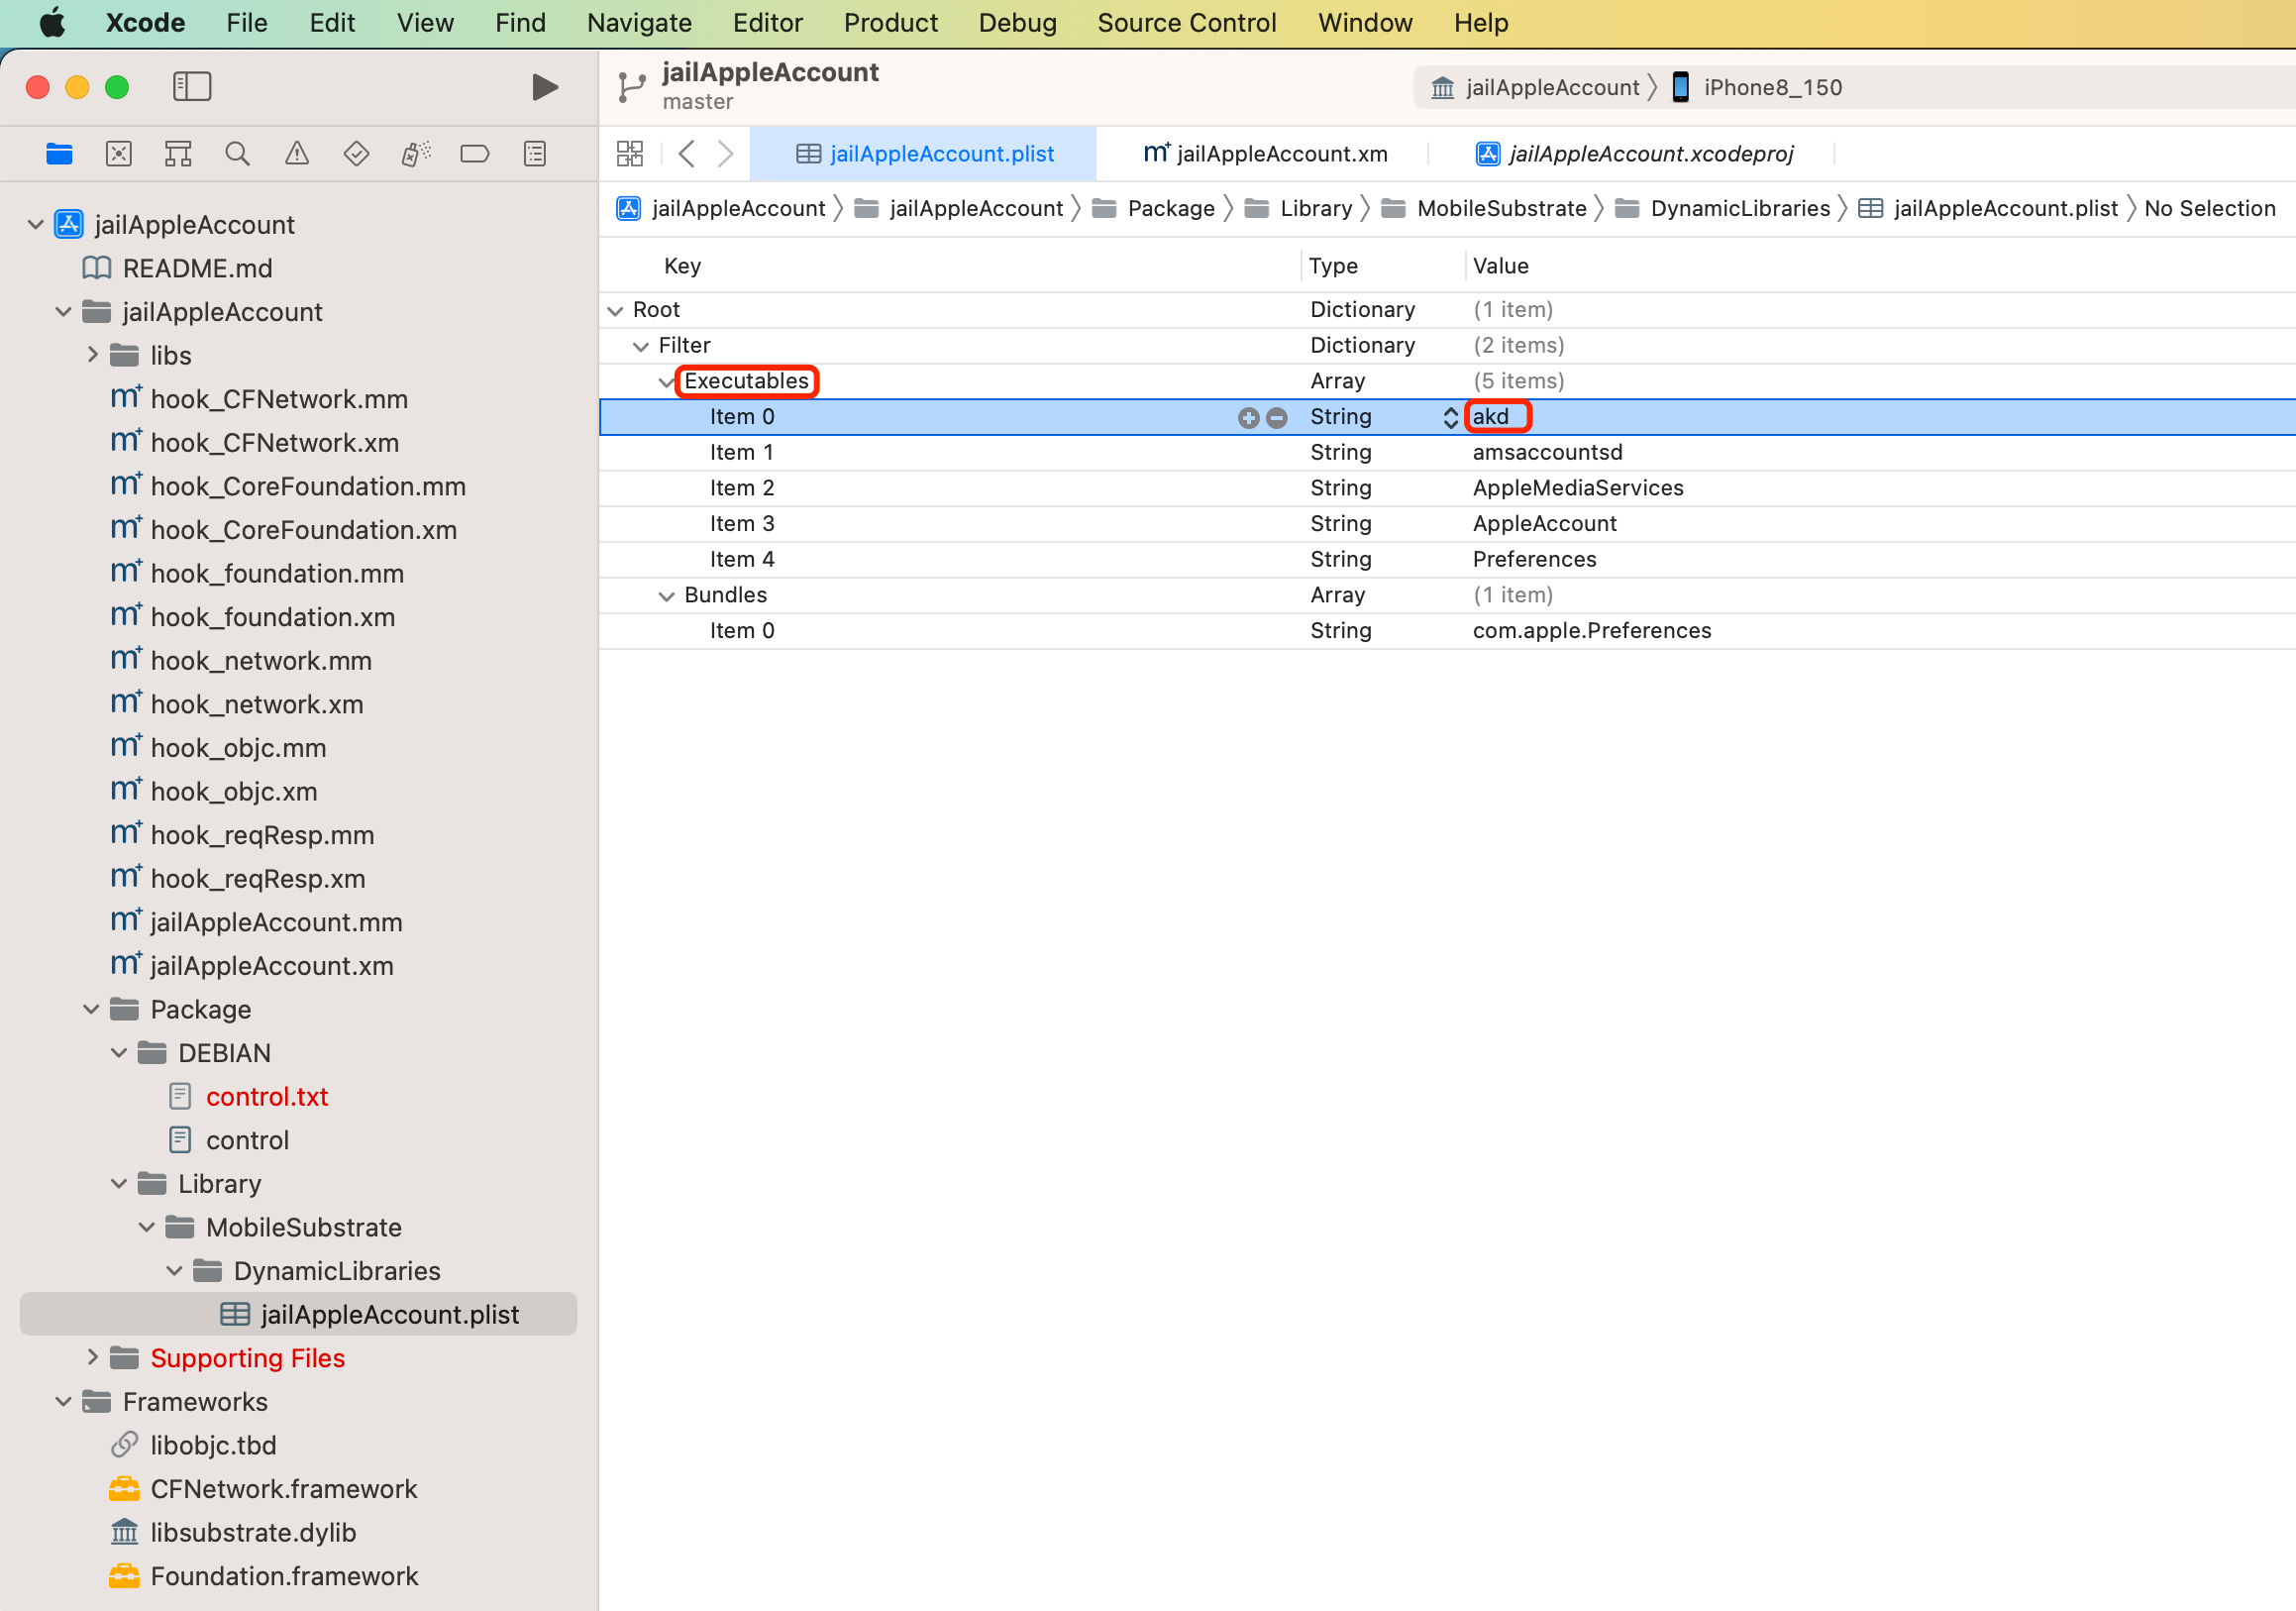 Xcode File Edit View Find Navigate Editor Product Debug Source Control Window Help
jailAppleAccount
master
jailAppleAccount iPhone8_150
jailAppleAccount.plist jailAppleAccount.xm jailAppleAccount.xcodeproj
jailAppleAccount jailAppleAccount Package Library MobileSubstrate DynamicLibraries jailAppleAccount.plist No Selection
jailAppleAccount
README.md
jailAppleAccount
libs
hook_CFNetwork.mm
hook_CFNetwork.xm
hook_CoreFoundation.mm
hook_CoreFoundation.xm
hook_foundation.mm
hook_foundation.xm
hook_network.mm
hook_network.xm
hook_objc.mm
hook_objc.xm
hook_reqResp.mm
hook_reqResp.xm
jailAppleAccount.mm
jailAppleAccount.xm
Package
DEBIAN
control.txt
control
Library
MobileSubstrate
DynamicLibraries
jailAppleAccount.plist
Supporting Files
Frameworks
libobjc.tbd
CFNetwork.framework
libsubstrate.dylib
Foundation.framework
Key Type Value
Root Dictionary (1 item)
Filter Dictionary (2 items)
Executables Array (5 items)
Item 0 String akd
Item 1 String amsaccountsd
Item 2 String AppleMediaServices
Item 3 String AppleAccount
Item 4 String Preferences
Bundles Array (1 item)
Item 0 String com.apple.Preferences